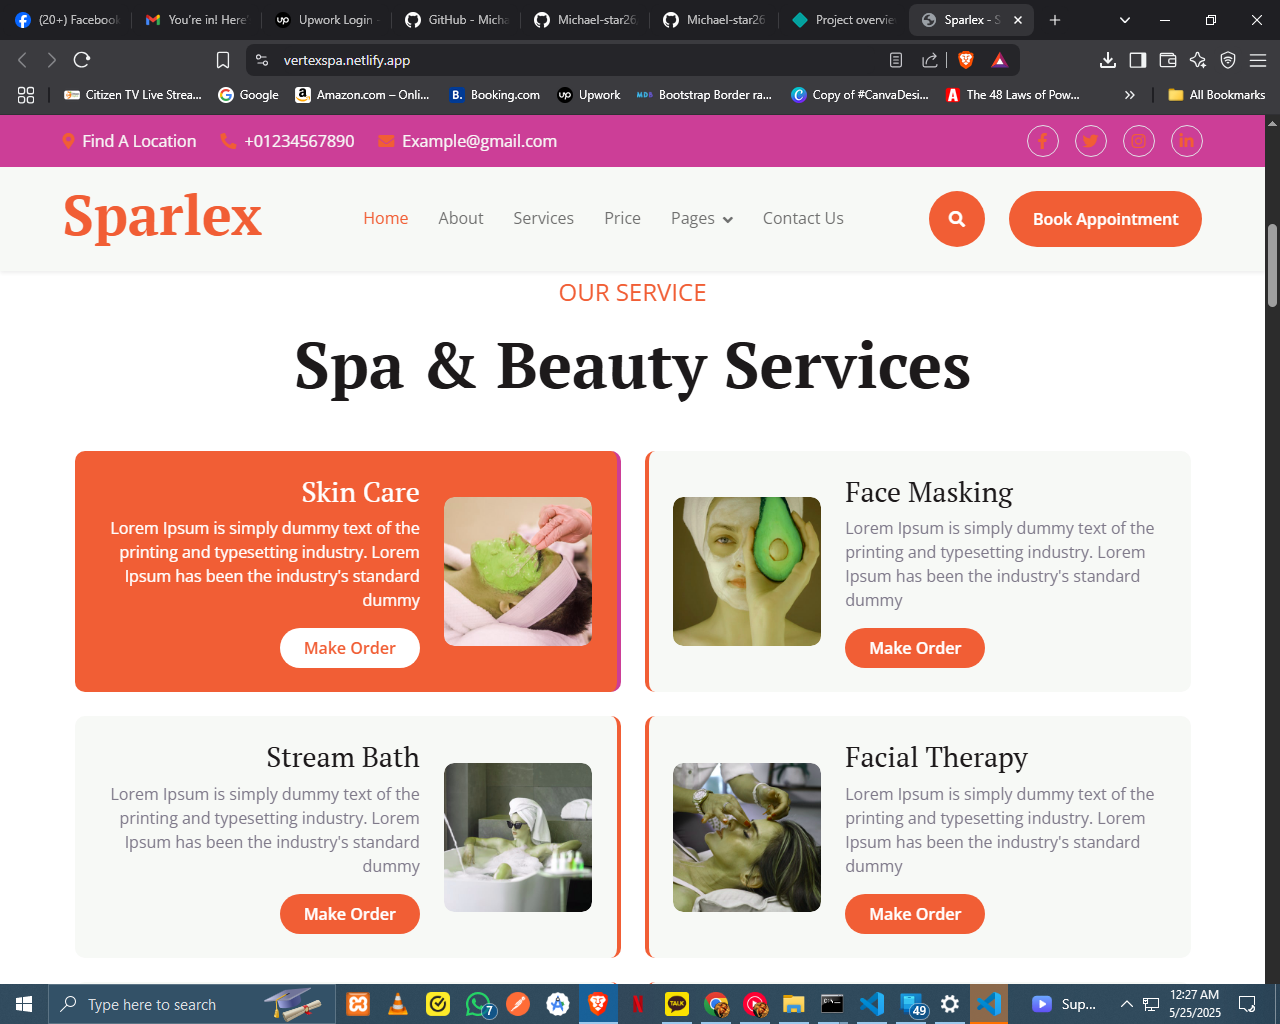 (20+) Facebook
You're in! Here'
Upwork Login -
GitHub - Micha
Michael-star26
Michael-star26
Project overvie
Sparlex - S
vertexspa.netlify.app
Citizen TV Live Strea...
Google
Amazon.com – Onli...
Booking.com
Upwork
Bootstrap Border ra...
Copy of #CanvaDesi...
The 48 Laws of Pow...
All Bookmarks
Find A Location
+01234567890
Example@gmail.com
Sparlex
Home
About
Services
Price
Pages
Contact Us
Book Appointment
OUR SERVICE
Spa & Beauty Services
Skin Care
Lorem Ipsum is simply dummy text of the
printing and typesetting industry. Lorem
Ipsum has been the industry's standard
dummy
Make Order
Face Masking
Lorem Ipsum is simply dummy text of the
printing and typesetting industry. Lorem
Ipsum has been the industry's standard
dummy
Make Order
Stream Bath
Lorem Ipsum is simply dummy text of the
printing and typesetting industry. Lorem
Ipsum has been the industry's standard
dummy
Make Order
Facial Therapy
Lorem Ipsum is simply dummy text of the
printing and typesetting industry. Lorem
Ipsum has been the industry's standard
dummy
Make Order
Type here to search
7
TALK
49
Sup...
12:27 AM
5/25/2025